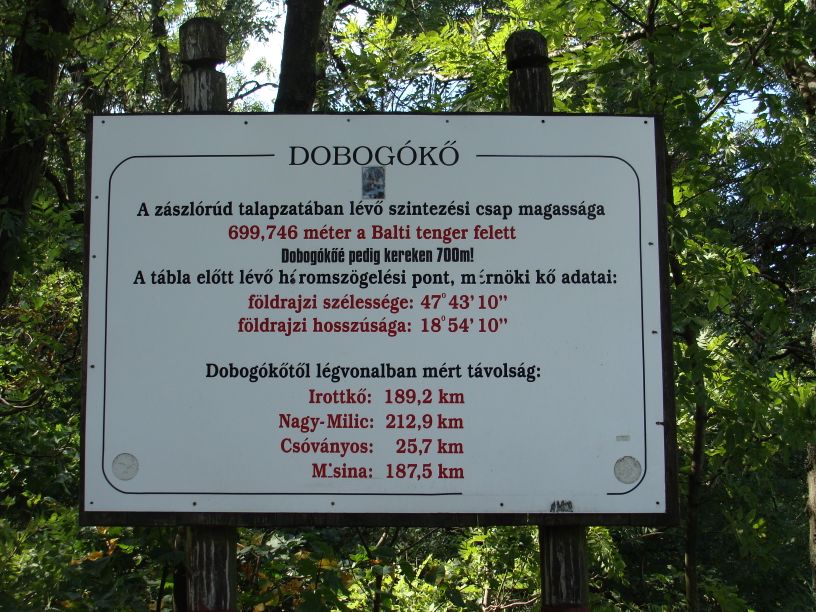 DOBOGÓKŐ
A zászlórúd talapzatában lévő szintezési csap magassága
699,746 méter a Balti tenger felett
Dobogókőé pedig kereken 700m!
A tábla előtt lévő háromszögelési pont, mérnöki kő adatai:
földrajzi szélessége: 47°43'10”
földrajzi hosszúsága: 18°54'10”
Dobogókőtől légvonalban mért távolság:
Irottkő: 189,2 km
Nagy-Milic: 212,9 km
Csóványos: 25,7 km
Misina: 187,5 km